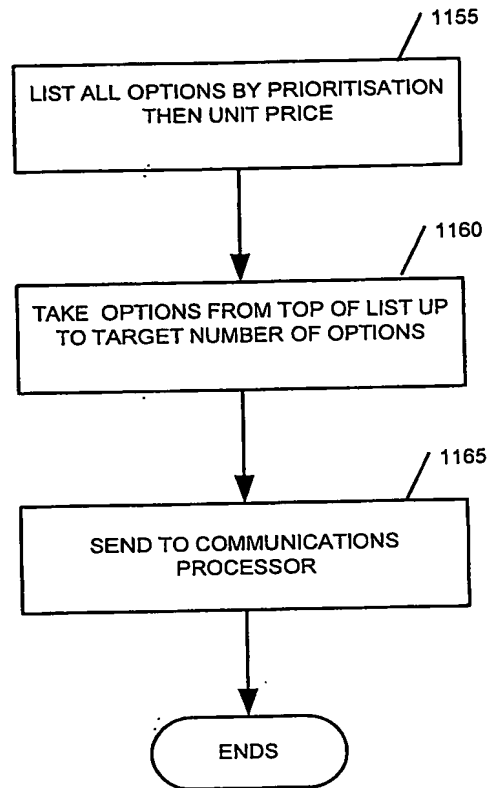 1155
LIST ALL OPTIONS BY PRIORITISATION
THEN UNIT PRICE
1160
TAKE OPTIONS FROM TOP OF LIST UP
TO TARGET NUMBER OF OPTIONS
1165
SEND TO COMMUNICATIONS
PROCESSOR
ENDS